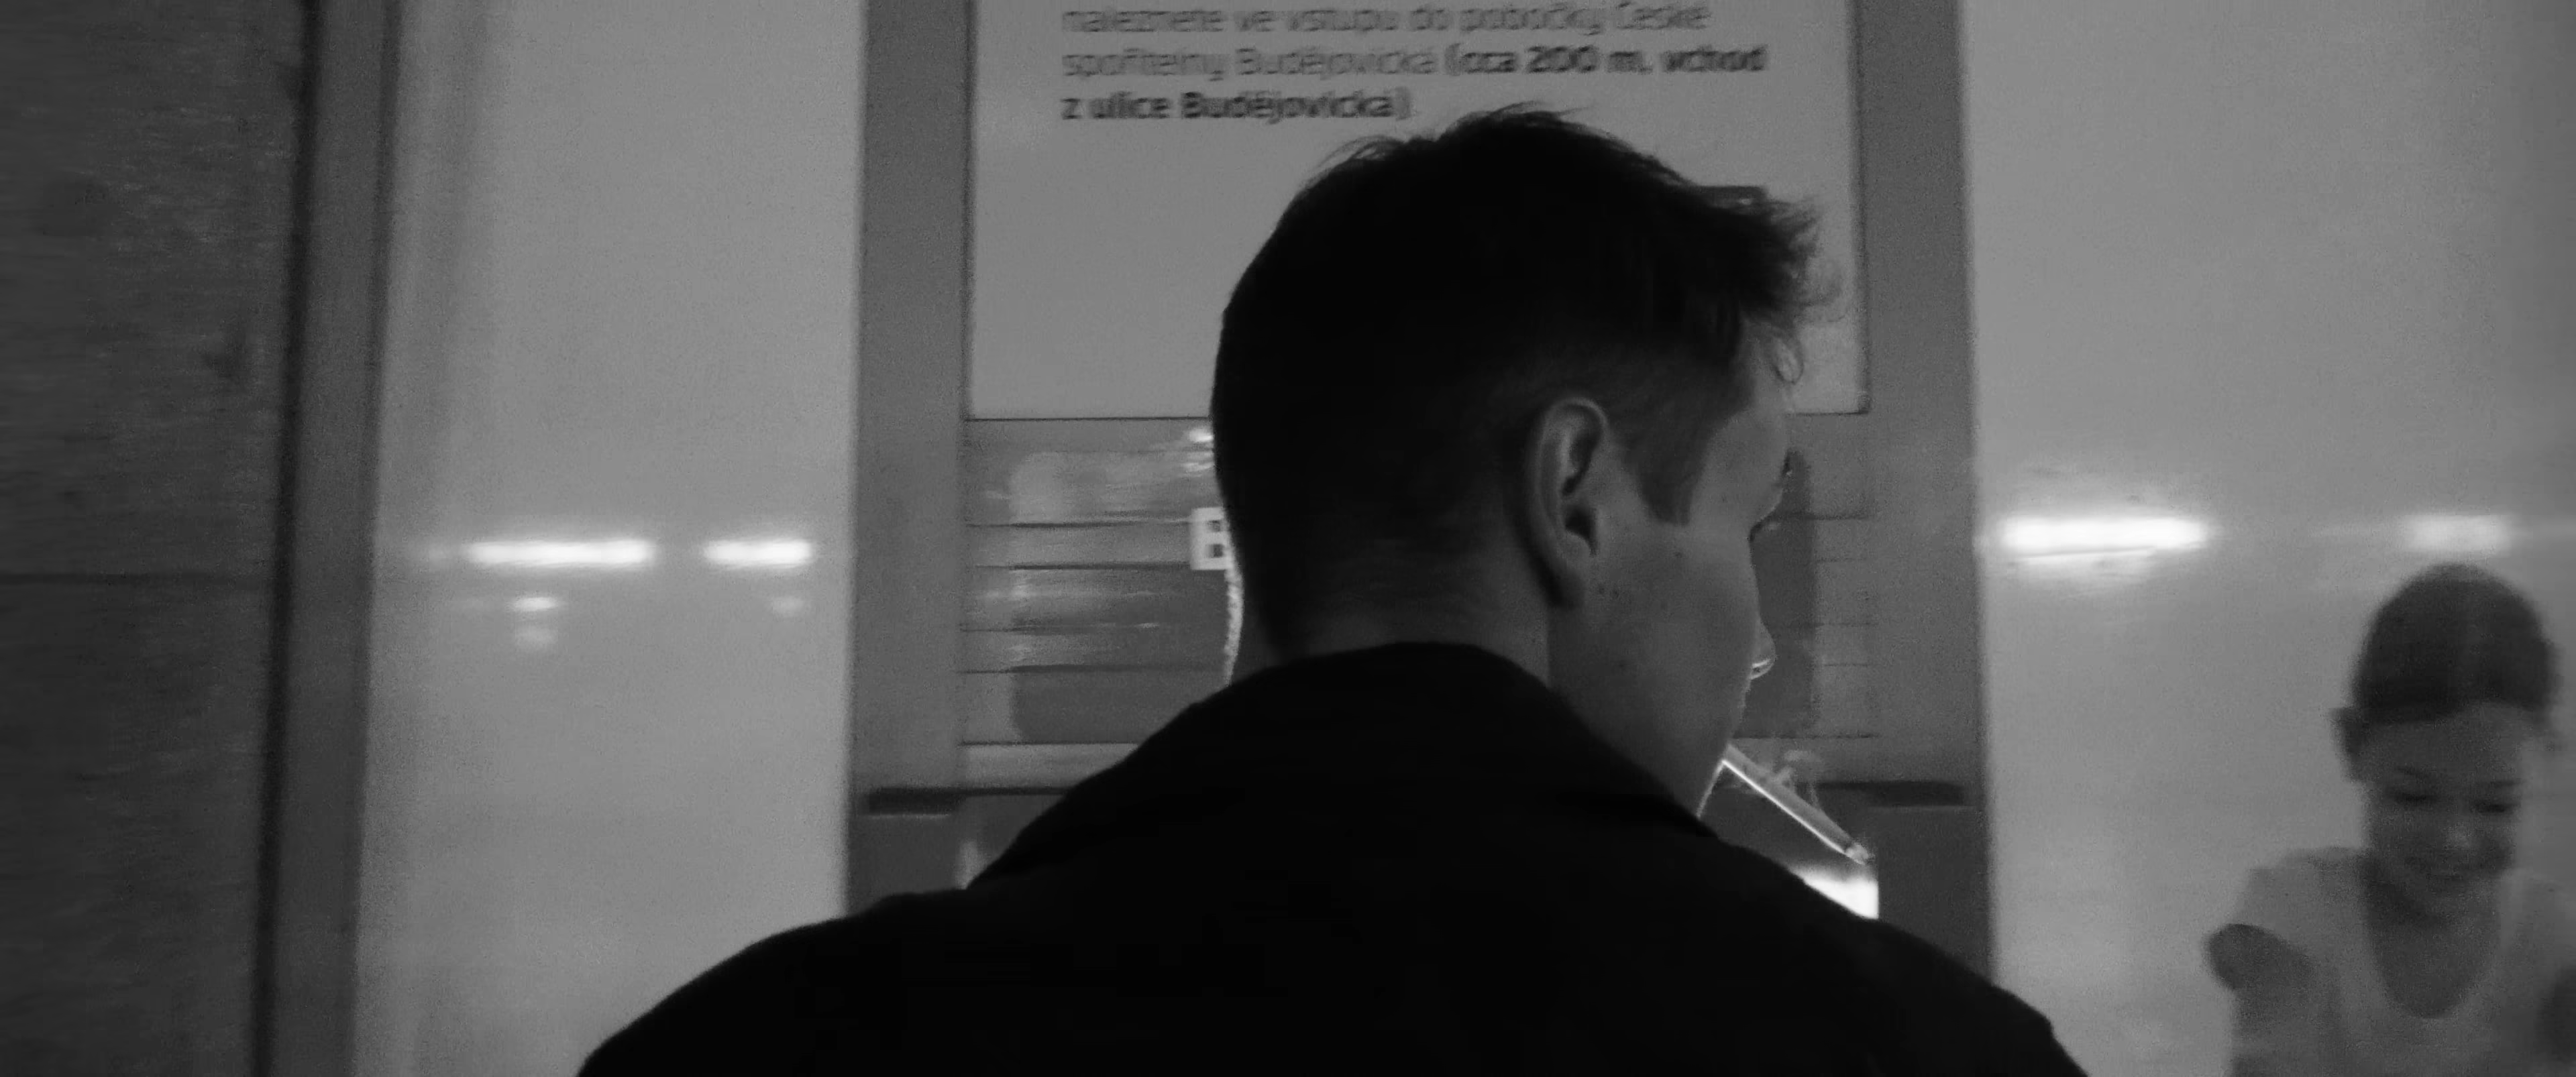 naleznete ve vstupu do pobočky České
spořitelny Budějovická (cca 200 m, vchod
z ulice Budějovická)
B